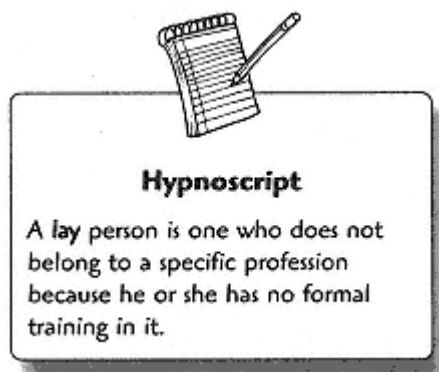 Hypnoscript
A lay person is one who does not
belong to a specific profession
because he or she has no formal
training in it.